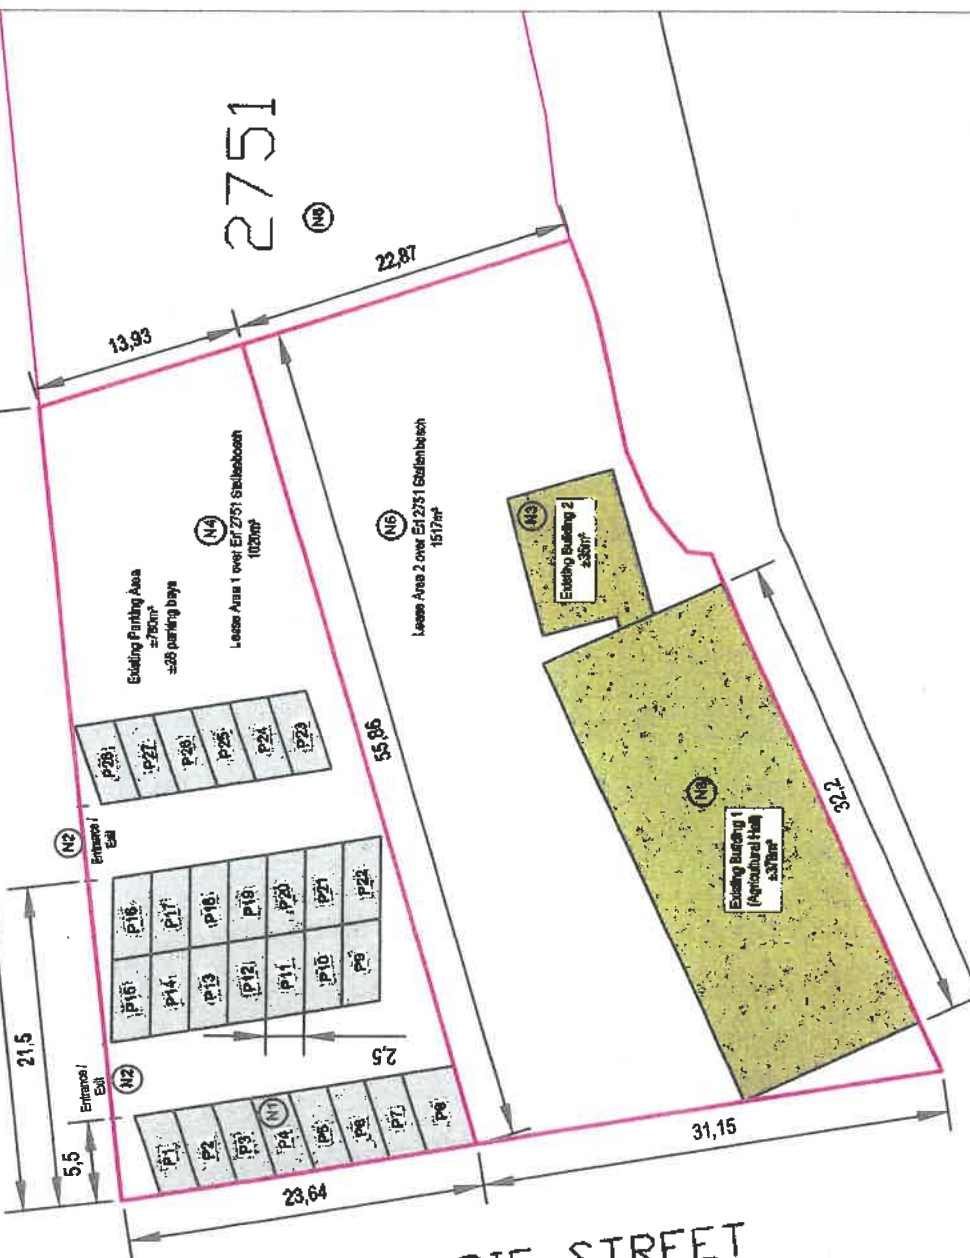 2751
N6
22,87
13,93
N4
Lease Area 1 over Erf 2751 Stellenbosch
1020m²
N5
Lease Area 2 over Erf 2751 Stellenbosch
1517m²
Existing Parking Area
±780m²
±28 parking bays
N3
Existing Building 2
±35m²
P28
P27
P26
P25
P24
P23
55,86
N2
Entrance /
Exit
Existing Building 1
(Agricultural Hall)
±378m²
32,2
P16
P17
P18
P19
P20
P21
P22
P15
P14
P13
P12
P11
P10
P9
21,5
2,5
Entrance /
Exit
N2
N1
P1
P2
P3
P4
P5
P6
P7
P8
5,5
23,64
31,15
STREET